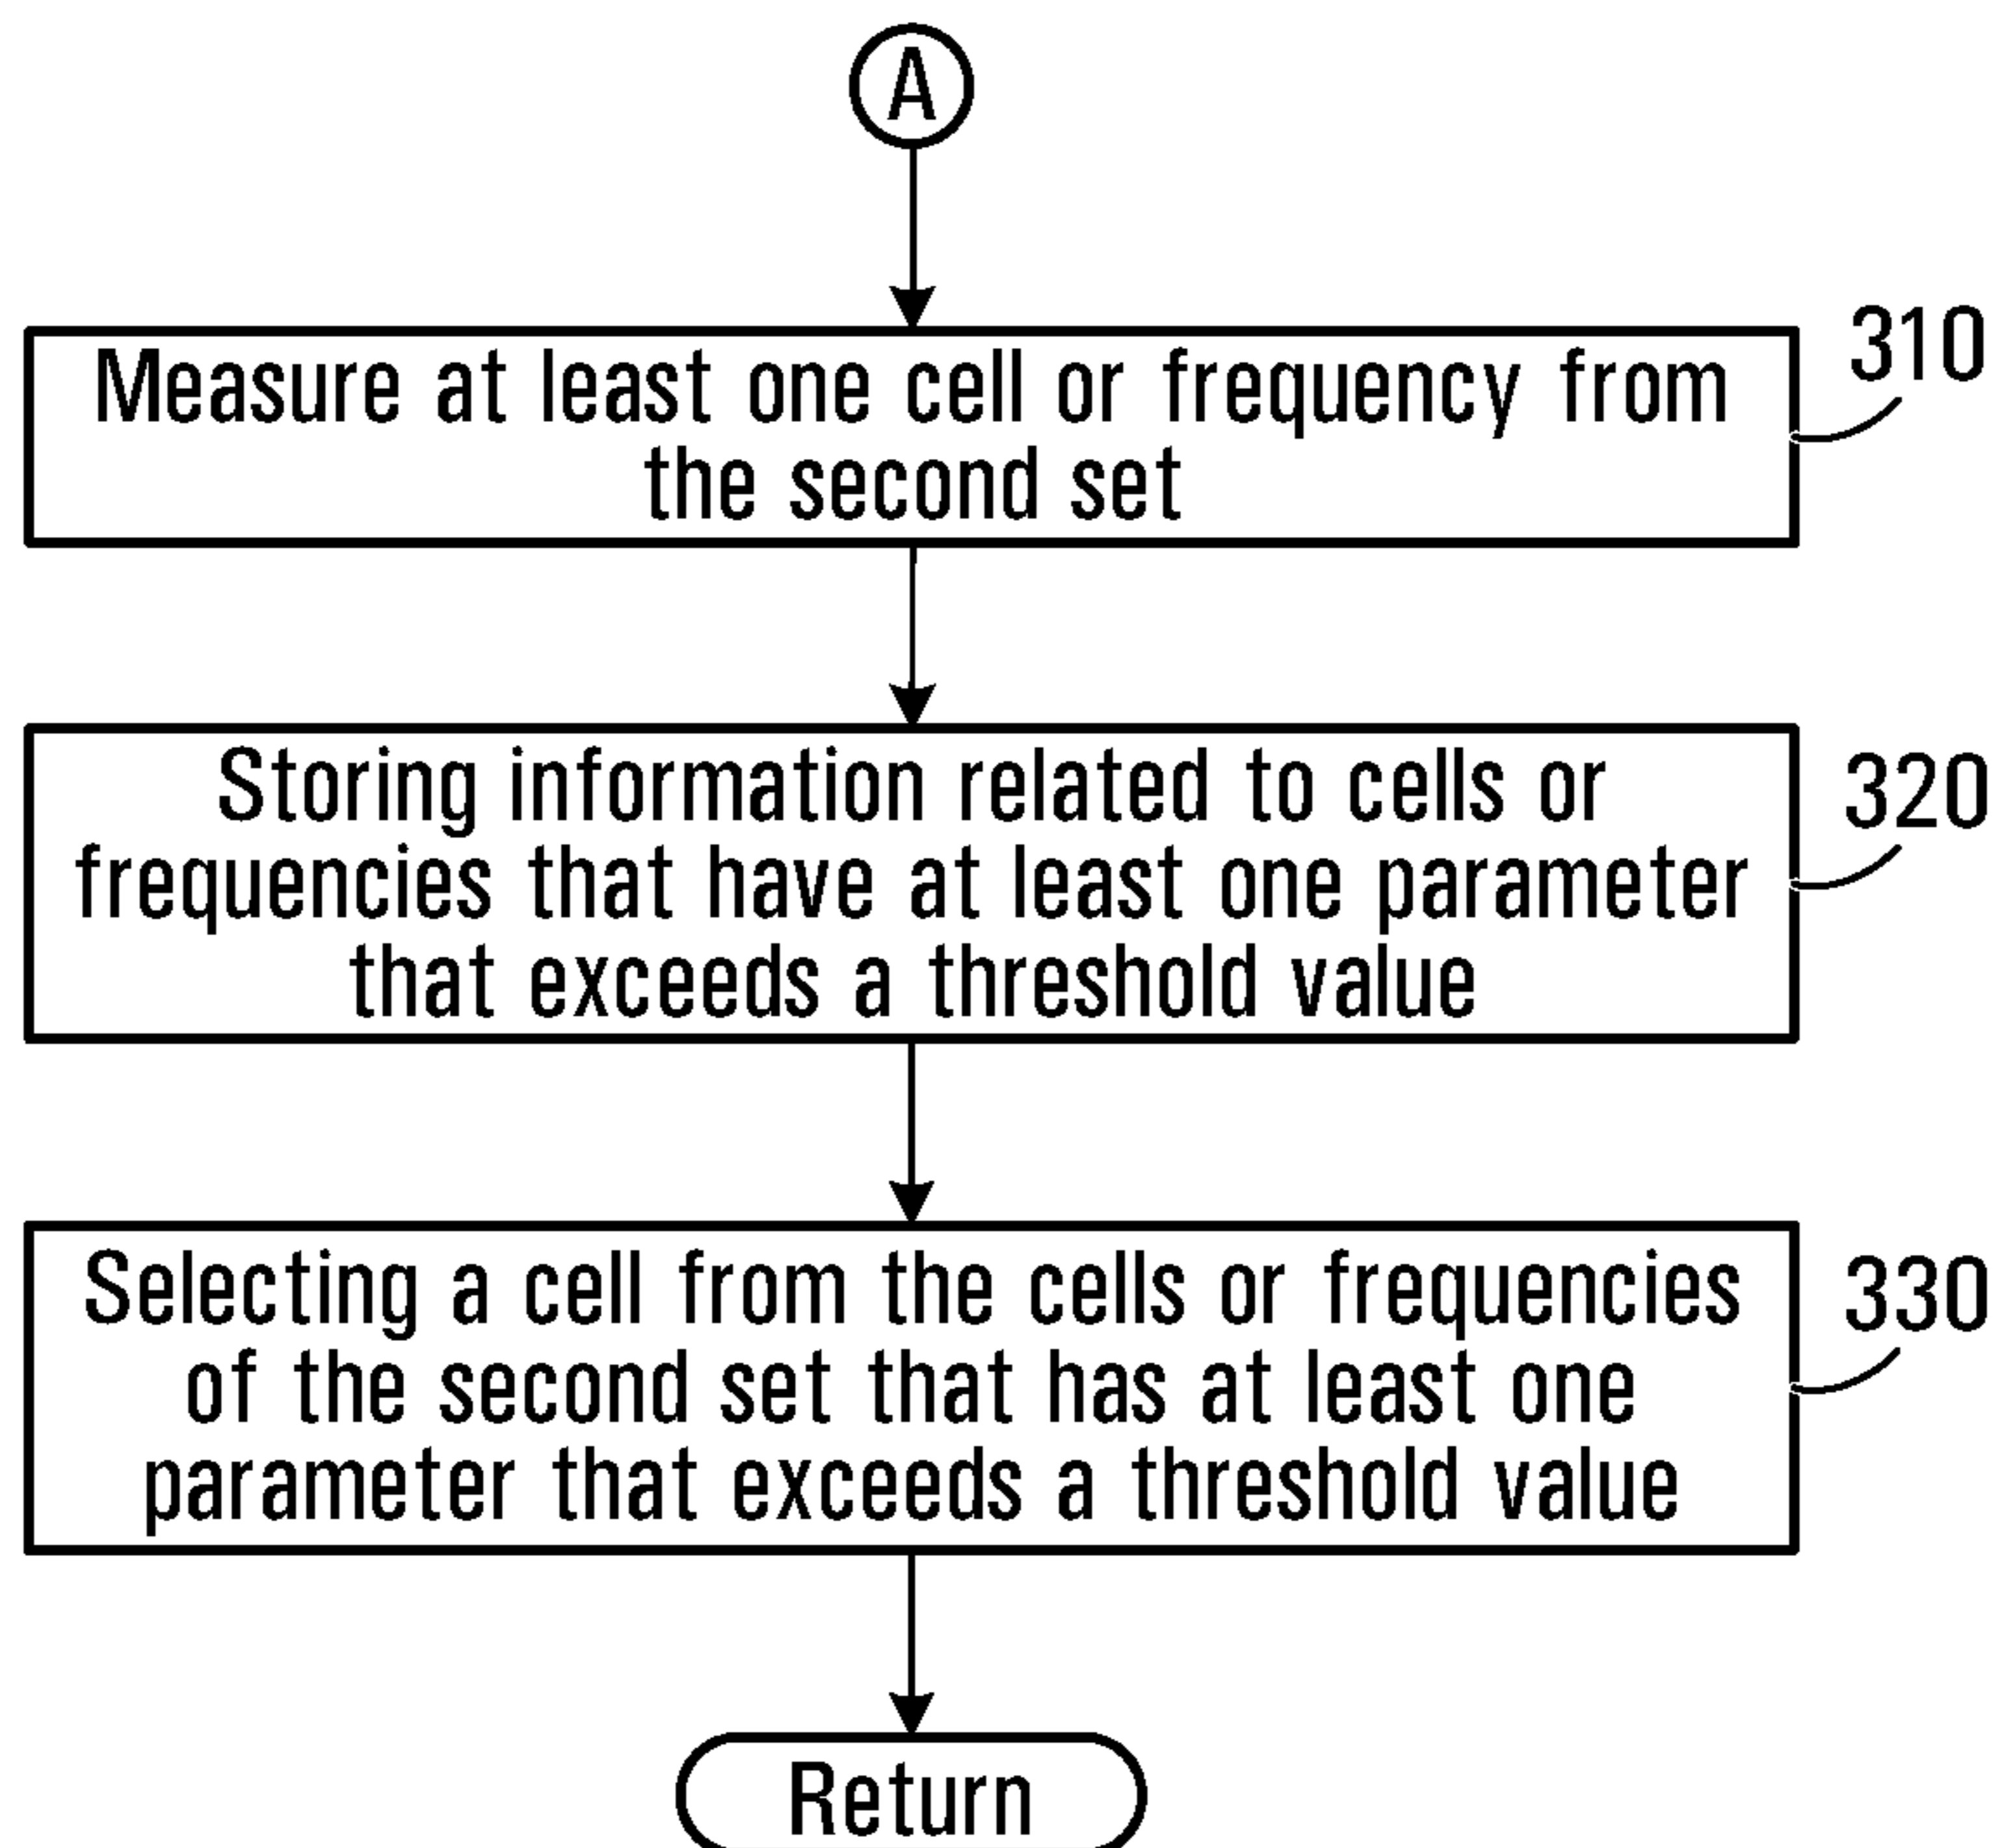 A
Measure at least one cell or frequency from
the second set
310
Storing information related to cells or
frequencies that have at least one parameter
that exceeds a threshold value
320
Selecting a cell from the cells or frequencies
of the second set that has at least one
parameter that exceeds a threshold value
330
Return